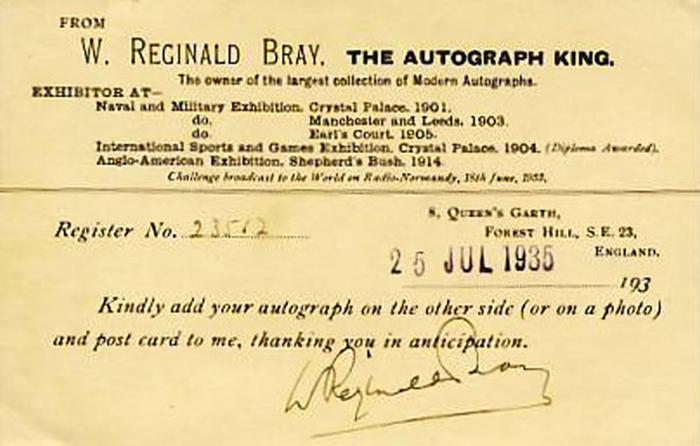 FROM
W. REGINALD BRAY, THE AUTOGRAPH KING.
The owner of the largest collection of Modern Autographs.
EXHIBITOR AT—
Naval and Military Exhibition, Crystal Palace, 1901.
do. Manchester and Leeds, 1903.
do. Earl's Court, 1905.
International Sports and Games Exhibition, Crystal Palace, 1904. (Diploma Awarded).
Anglo-American Exhibition, Shepherd's Bush, 1914.
Challenge broadcast to the World on Radio-Normandy, 18th June, 1933.
8, QUEEN'S GARTH,
Register No. 23512 FOREST HILL, S.E. 23,
ENGLAND.
25 JUL 1935
193
Kindly add your autograph on the other side (or on a photo)
and post card to me, thanking you in anticipation.
W Reginald Bray